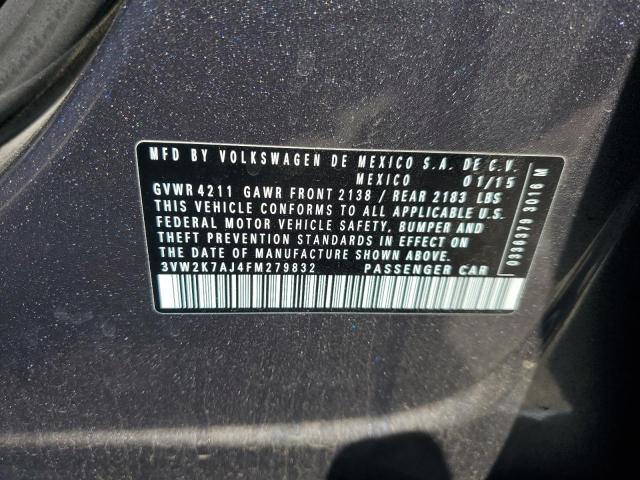 MFD BY VOLKSWAGEN DE MEXICO S.A. DE C.V.
MEXICO 01/15
GVWR 4211 GAWR FRONT 2138 / REAR 2183 LBS
THIS VEHICLE CONFORMS TO ALL APPLICABLE U.S.
FEDERAL MOTOR VEHICLE SAFETY, BUMPER AND
THEFT PREVENTION STANDARDS IN EFFECT ON
THE DATE OF MANUFACTURE SHOWN ABOVE.
3VW2K7AJ4FM279832 PASSENGER CAR
0336379 3016 M